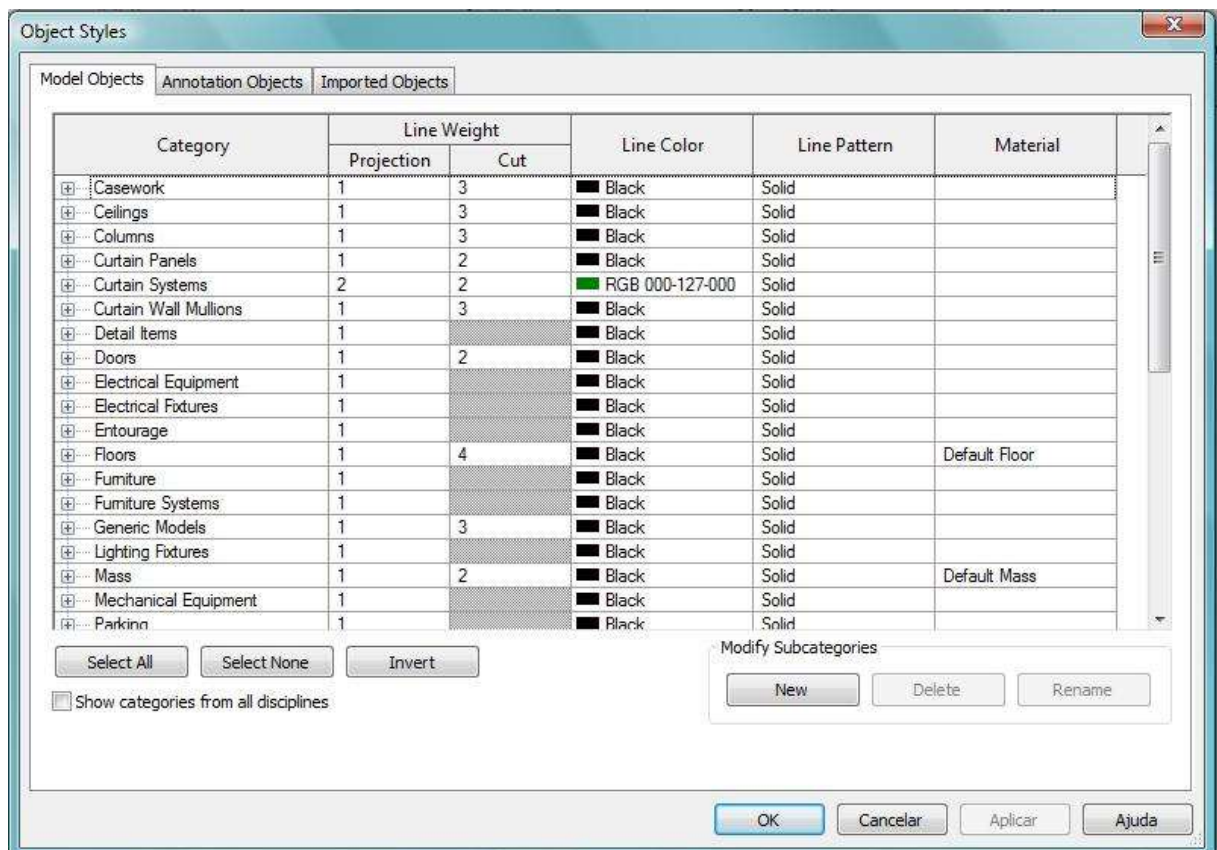 Object Styles
Model Objects Annotation Objects Imported Objects
Category Line Weight Line Color Line Pattern Material
Projection Cut
Casework 1 3 Black Solid
Ceilings 1 3 Black Solid
Columns 1 3 Black Solid
Curtain Panels 1 2 Black Solid
Curtain Systems 2 2 RGB 000-127-000 Solid
Curtain Wall Mullions 1 3 Black Solid
Detail Items 1 Black Solid
Doors 1 2 Black Solid
Electrical Equipment 1 Black Solid
Electrical Fixtures 1 Black Solid
Entourage 1 Black Solid
Floors 1 4 Black Solid Default Floor
Furniture 1 Black Solid
Furniture Systems 1 Black Solid
Generic Models 1 3 Black Solid
Lighting Fixtures 1 Black Solid
Mass 1 2 Black Solid Default Mass
Mechanical Equipment 1 Black Solid
Parking 1 Black Solid
Select All Select None Invert
Modify Subcategories
New Delete Rename
Show categories from all disciplines
OK Cancelar Aplicar Ajuda